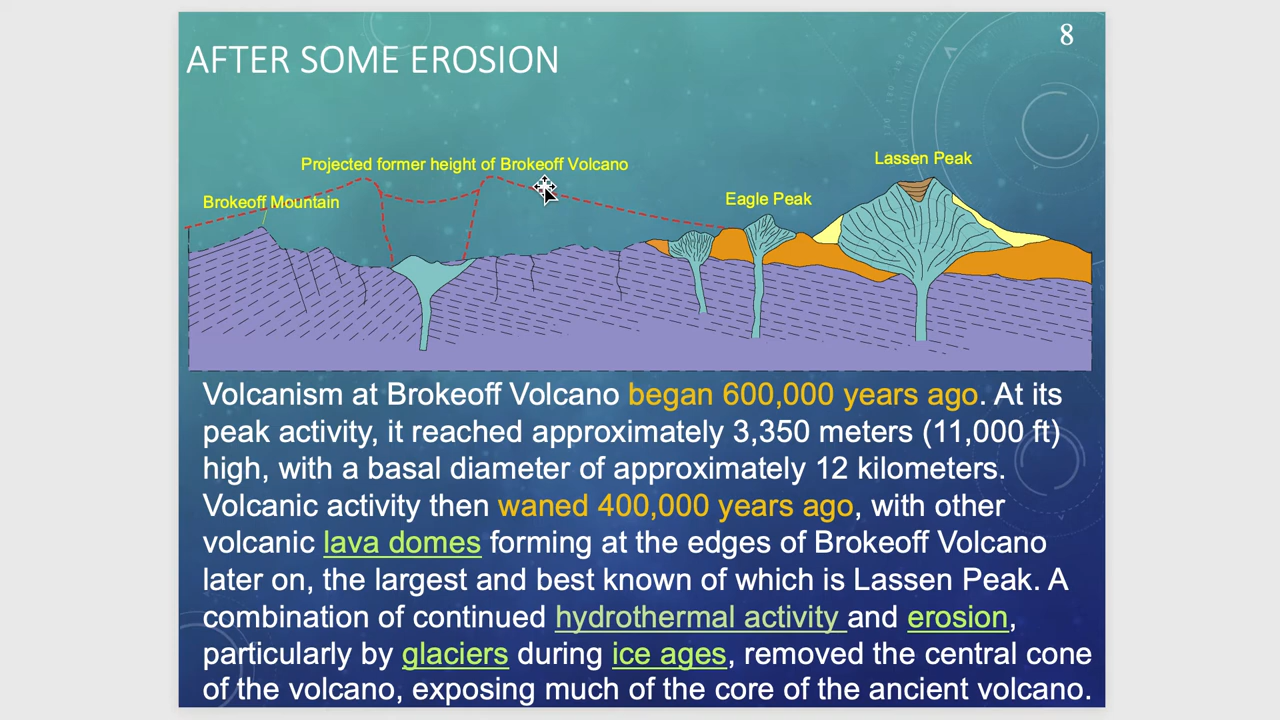 8
AFTER SOME EROSION
Lassen Peak
Projected former height of Brokeoff Volcano
Eagle Peak
Brokeoff Mountain
Volcanism at Brokeoff Volcano began 600,000 years ago. At its
peak activity, it reached approximately 3,350 meters (11,000 ft)
high, with a basal diameter of approximately 12 kilometers.
Volcanic activity then waned 400,000 years ago, with other
volcanic lava domes forming at the edges of Brokeoff Volcano
later on, the largest and best known of which is Lassen Peak. A
combination of continued hydrothermal activity and erosion,
particularly by glaciers during ice ages, removed the central cone
of the volcano, exposing much of the core of the ancient volcano.